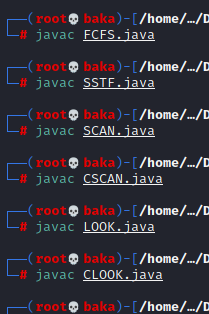 ┌──(root💀baka)-[/home/…/D
└─# javac FCFS.java
┌──(root💀baka)-[/home/…/D
└─# javac SSTF.java
┌──(root💀baka)-[/home/…/D
└─# javac SCAN.java
┌──(root💀baka)-[/home/…/D
└─# javac CSCAN.java
┌──(root💀baka)-[/home/…/D
└─# javac LOOK.java
┌──(root💀baka)-[/home/…/D
└─# javac CLOOK.java
┌──(root💀baka)-[/home/…/D